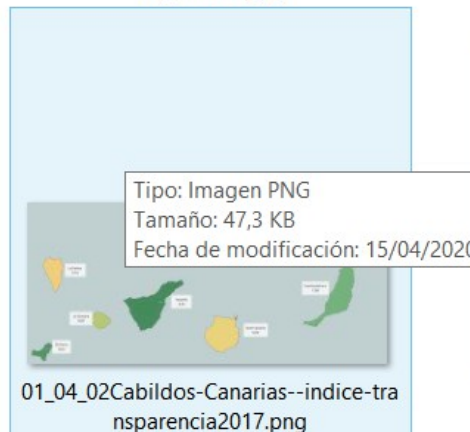 Tipo: Imagen PNG
Tamaño: 47,3 KB
Fecha de modificación: 15/04/2020
01_04_02Cabildos-Canarias--indice-tra
nsparencia2017.png